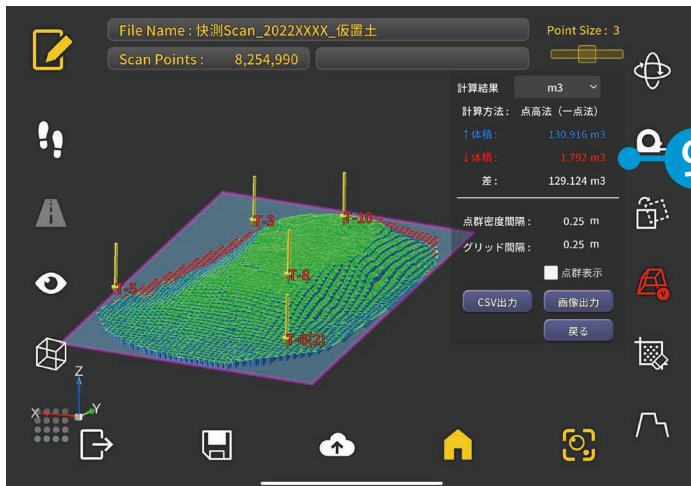 File Name : 快測Scan_2022XXXX_仮置土
Point Size : 3
Scan Points : 8,254,990
計算結果 m3
計算方法： 点高法（一点法）
↑体積： 130.916 m3
↓体積： 1.792 m3
差： 129.124 m3
点群密度間隔： 0.25 m
グリッド間隔： 0.25 m
点群表示
CSV出力 画像出力
戻る
9
T-3
T-10
T-8
T-5
T-6(2)
V
Z
X
Y